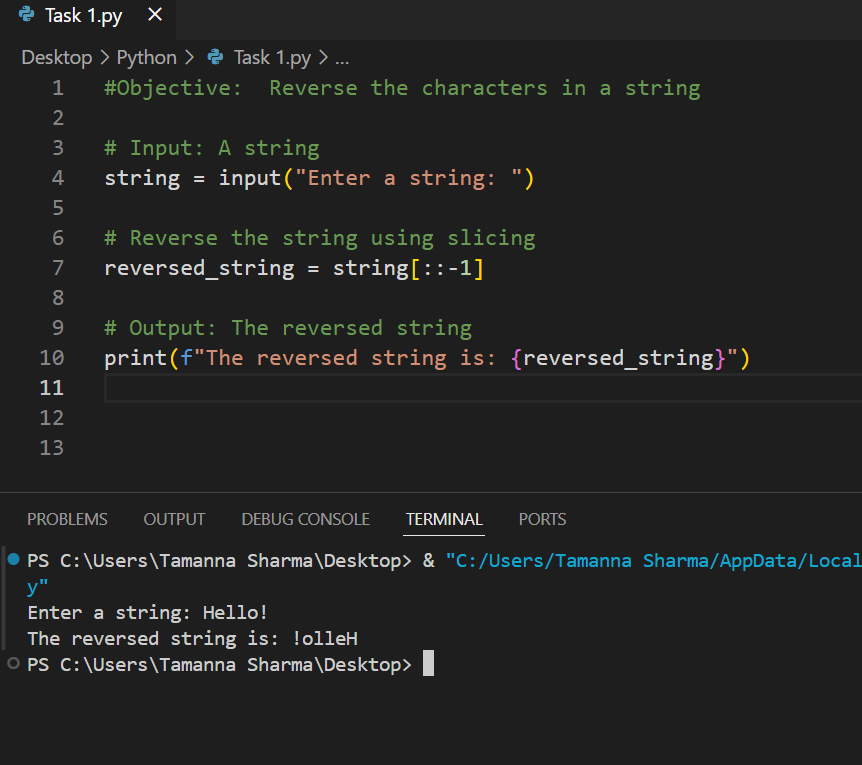 Task 1.py
Desktop > Python > Task 1.py > ...
1 #Objective:  Reverse the characters in a string
2
3 # Input: A string
4 string = input("Enter a string: ")
5
6 # Reverse the string using slicing
7 reversed_string = string[::-1]
8
9 # Output: The reversed string
10 print(f"The reversed string is: {reversed_string}")
11
12
13
PROBLEMS OUTPUT DEBUG CONSOLE TERMINAL PORTS
PS C:\Users\Tamanna Sharma\Desktop> & "C:/Users/Tamanna Sharma/AppData/Local
y"
Enter a string: Hello!
The reversed string is: !olleH
PS C:\Users\Tamanna Sharma\Desktop>